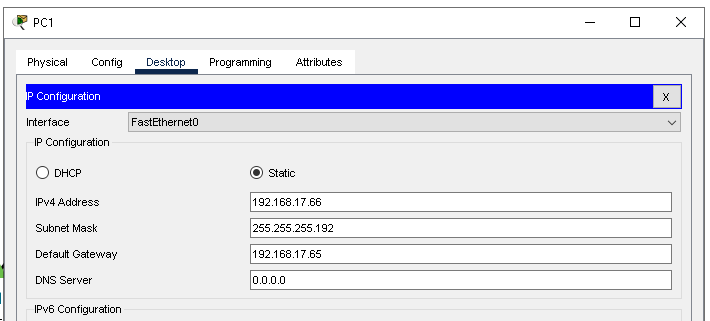 PC1
Physical Config Desktop Programming Attributes
IP Configuration
X
Interface FastEthernet0
IP Configuration
DHCP Static
IPv4 Address 192.168.17.66
Subnet Mask 255.255.255.192
Default Gateway 192.168.17.65
DNS Server 0.0.0.0
IPv6 Configuration